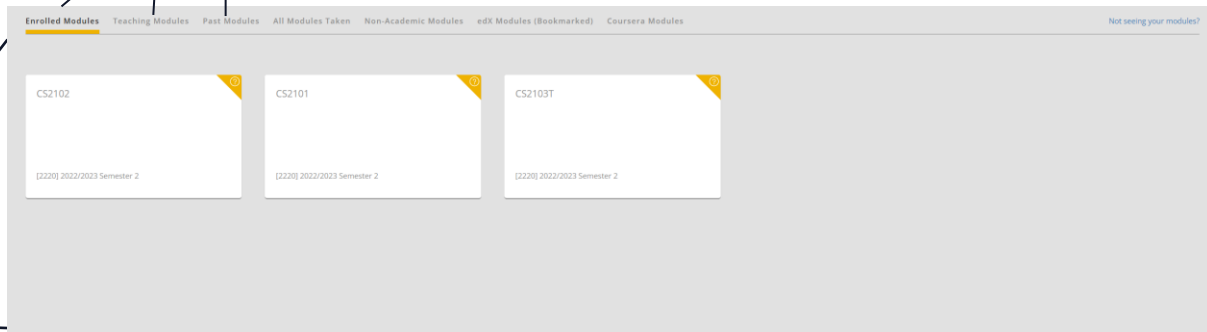 Enrolled Modules Teaching Modules Past Modules All Modules Taken Non-Academic Modules edX Modules (Bookmarked) Coursera Modules Not seeing your modules?
CS2102 CS2101 CS2103T
[2220] 2022/2023 Semester 2 [2220] 2022/2023 Semester 2 [2220] 2022/2023 Semester 2